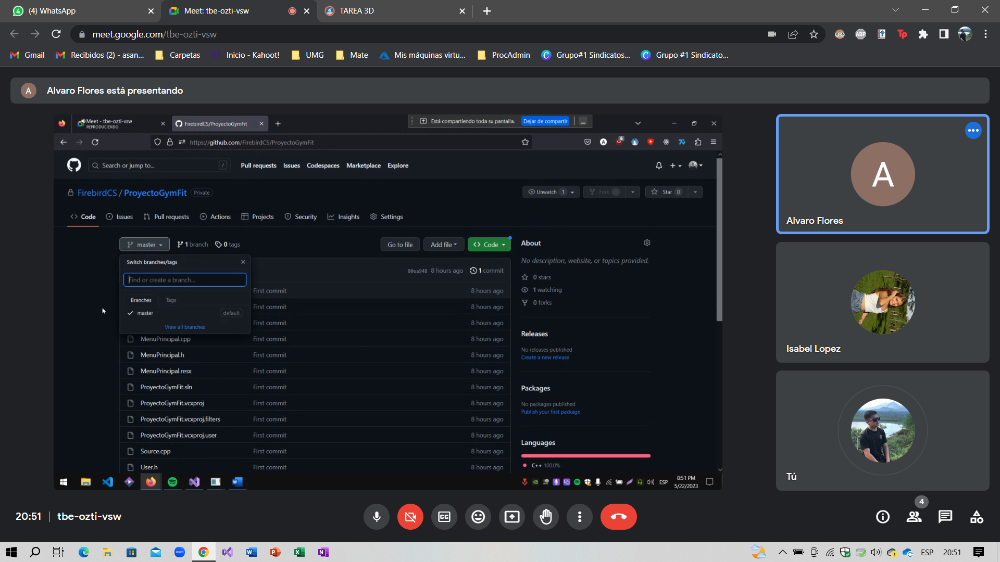 (4) WhatsApp
Meet: tbe-ozti-vsw
TAREA 3D
meet.google.com/tbe-ozti-vsw
ABP
Tp
Gmail
Recibidos (2) - asan...
Carpetas
Inicio - Kahoot!
UMG
Mate
Mis máquinas virtu...
ProcAdmin
Grupo#1 Sindicatos...
Grupo #1 Sindicato...
A
Alvaro Flores está presentando
Meet - tbe-ozti-vsw
REPRODUCIENDO
FirebirdCS/ProyectoGymFit
Está compartiendo toda su pantalla.
Dejar de compartir
https://github.com/FirebirdCS/ProyectoGymFit
6
Search or jump to...
/
Pull requests
Issues
Codespaces
Marketplace
Explore
FirebirdCS / ProyectoGymFit
Private
Unwatch 1
Fork 0
Star 0
Code
Issues
Pull requests
Actions
Projects
Security
Insights
Settings
master
1 branch
0 tags
Go to file
Add file
Code
Switch branches/tags
Find or create a branch...
Branches
Tags
master
default
View all branches
80ea948 8 hours ago
1 commit
First commit 8 hours ago
First commit 8 hours ago
First commit 8 hours ago
MenuPrincipal.cpp First commit 8 hours ago
MenuPrincipal.h First commit 8 hours ago
MenuPrincipal.resx First commit 8 hours ago
ProyectoGymFit.sln First commit 8 hours ago
ProyectoGymFit.vcxproj First commit 8 hours ago
ProyectoGymFit.vcxproj.filters First commit 8 hours ago
ProyectoGymFit.vcxproj.user First commit 8 hours ago
Source.cpp First commit 8 hours ago
User.h First commit 8 hours ago
About
No description, website, or topics provided.
0 stars
1 watching
0 forks
Releases
No releases published
Create a new release
Packages
No packages published
Publish your first package
Languages
C++ 100.0%
ESP
8:51 PM
5/22/2023
A
Alvaro Flores
Isabel Lopez
Tú
20:51
tbe-ozti-vsw
4
zoom
ESP
20:51